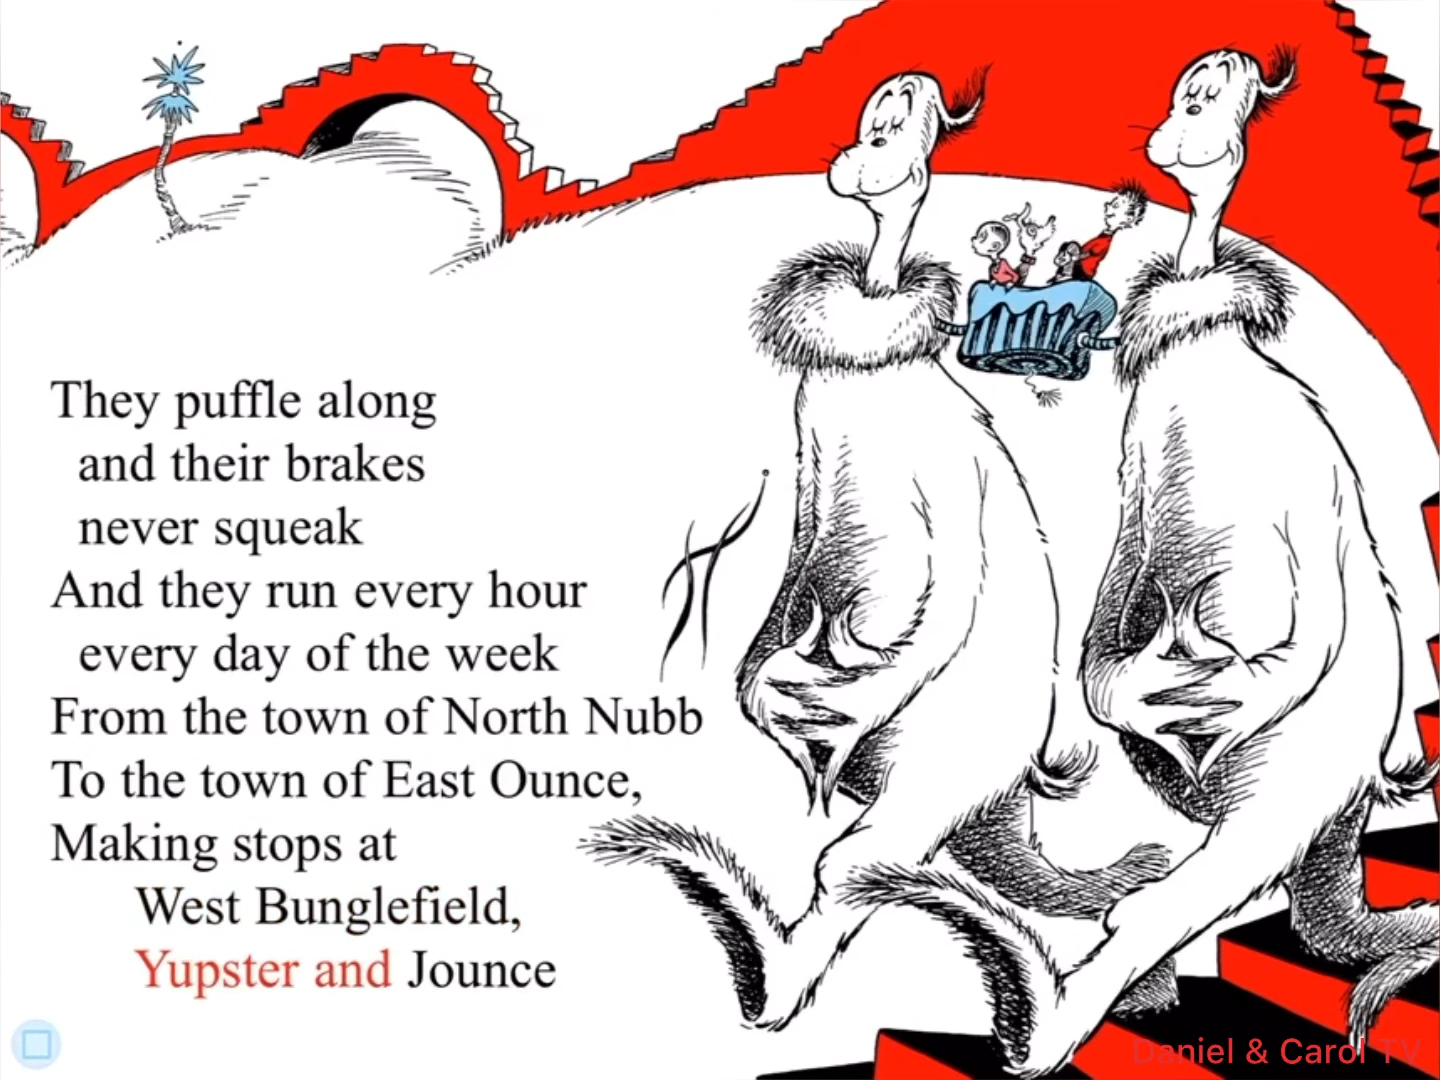 They puffle along
and their brakes
never squeak
And they run every hour
every day of the week
From the town of North Nubb
To the town of East Ounce,
Making stops at
West Bunglefield,
Yupster and Jounce
Daniel & Carol TV